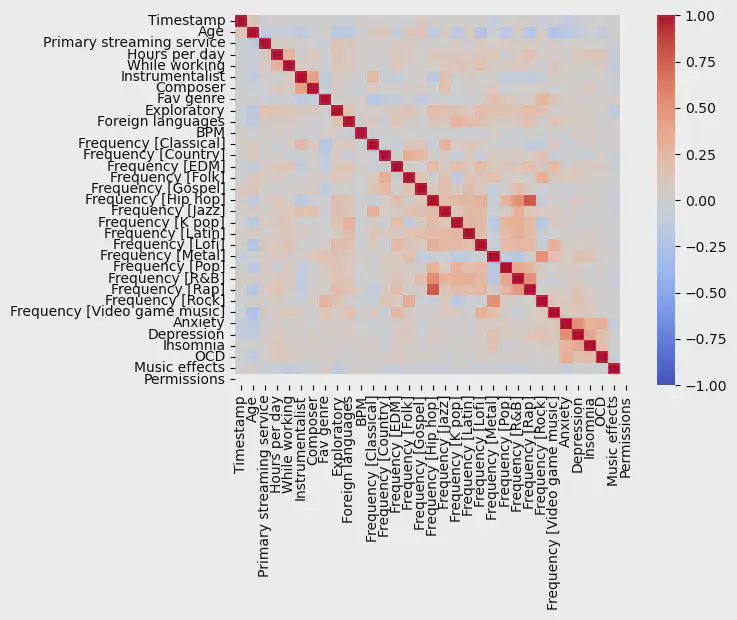 Timestamp
Age
Primary streaming service
Hours per day
While working
Instrumentalist
Composer
Fav genre
Exploratory
Foreign languages
BPM
Frequency [Classical]
Frequency [Country]
Frequency [EDM]
Frequency [Folk]
Frequency [Gospel]
Frequency [Hip hop]
Frequency [Jazz]
Frequency [K pop]
Frequency [Latin]
Frequency [Lofi]
Frequency [Metal]
Frequency [Pop]
Frequency [R&B]
Frequency [Rap]
Frequency [Rock]
Frequency [Video game music]
Anxiety
Depression
Insomnia
OCD
Music effects
Permissions
Timestamp
Age
Primary streaming service
Hours per day
While working
Instrumentalist
Composer
Fav genre
Exploratory
Foreign languages
BPM
Frequency [Classical]
Frequency [Country]
Frequency [EDM]
Frequency [Folk]
Frequency [Gospel]
Frequency [Hip hop]
Frequency [Jazz]
Frequency [K pop]
Frequency [Latin]
Frequency [Lofi]
Frequency [Metal]
Frequency [Pop]
Frequency [R&B]
Frequency [Rap]
Frequency [Rock]
Frequency [Video game music]
Anxiety
Depression
Insomnia
OCD
Music effects
Permissions
1.00
0.75
0.50
0.25
0.00
−0.25
−0.50
−0.75
−1.00